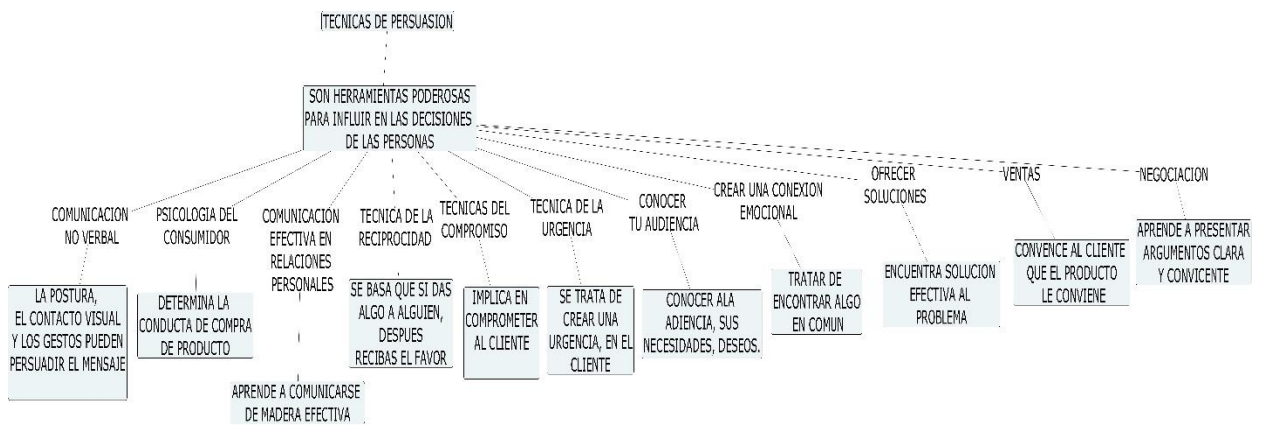 TECNICAS DE PERSUASION
SON HERRAMIENTAS PODEROSAS
PARA INFLUIR EN LAS DECISIONES
DE LAS PERSONAS
COMUNICACION
NO VERBAL
LA POSTURA,
EL CONTACTO VISUAL
Y LOS GESTOS PUEDEN
PERSUADIR EL MENSAJE
PSICOLOGIA DEL
CONSUMIDOR
DETERMINA LA
CONDUCTA DE COMPRA
DE PRODUCTO
COMUNICACIÓN
EFECTIVA EN
RELACIONES
PERSONALES
APRENDE A COMUNICARSE
DE MADERA EFECTIVA
TECNICA DE LA
RECIPROCIDAD
SE BASA QUE SI DAS
ALGO A ALGUIEN,
DESPUES
RECIBAS EL FAVOR
TECNICAS DEL
COMPROMISO
IMPLICA EN
COMPROMETER
AL CLIENTE
TECNICA DE LA
URGENCIA
SE TRATA DE
CREAR UNA
URGENCIA, EN EL
CLIENTE
CONOCER
TU AUDIENCIA
CONOCER ALA
ADIENCIA, SUS
NECESIDADES, DESEOS.
CREAR UNA CONEXION
EMOCIONAL
TRATAR DE
ENCONTRAR ALGO
EN COMUN
OFRECER
SOLUCIONES
ENCUENTRA SOLUCION
EFECTIVA AL
PROBLEMA
VENTAS
CONVENCE AL CLIENTE
QUE EL PRODUCTO
LE CONVIENE
NEGOCIACION
APRENDE A PRESENTAR
ARGUMENTOS CLARA
Y CONVICENTE